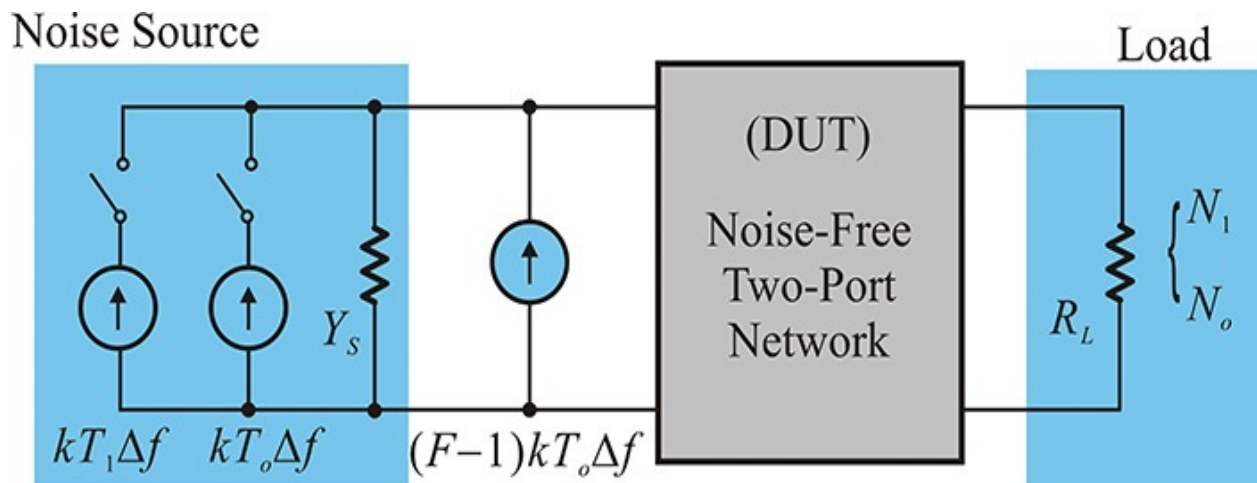 Noise Source
Load
(DUT)
Noise-Free
Two-Port
Network
Y_S
R_L
N_1
N_o
kT_1Δf
kT_oΔf
(F−1)kT_oΔf